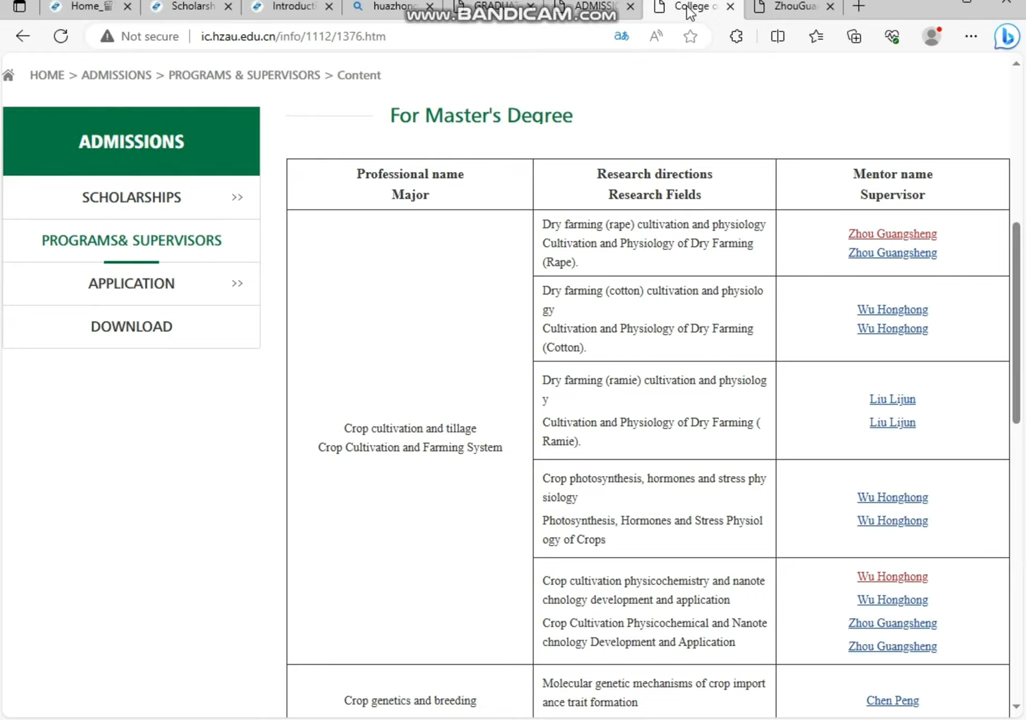 Home_
Scholarsh
Introducti
huazhon
GRADUA
ADMISS
College o
ZhouGua
www.BANDICAM.com
Not secure
ic.hzau.edu.cn/info/1112/1376.htm
HOME > ADMISSIONS > PROGRAMS & SUPERVISORS > Content
ADMISSIONS
SCHOLARSHIPS >>
PROGRAMS& SUPERVISORS
APPLICATION >>
DOWNLOAD
For Master's Degree
Professional name
Major
Research directions
Research Fields
Mentor name
Supervisor
Crop cultivation and tillage
Crop Cultivation and Farming System
Dry farming (rape) cultivation and physiology
Cultivation and Physiology of Dry Farming
(Rape).
Zhou Guangsheng
Zhou Guangsheng
Dry farming (cotton) cultivation and physiolo
gy
Cultivation and Physiology of Dry Farming
(Cotton).
Wu Honghong
Wu Honghong
Dry farming (ramie) cultivation and physiolog
y
Cultivation and Physiology of Dry Farming (
Ramie).
Liu Lijun
Liu Lijun
Crop photosynthesis, hormones and stress phy
siology
Photosynthesis, Hormones and Stress Physiol
ogy of Crops
Wu Honghong
Wu Honghong
Crop cultivation physicochemistry and nanote
chnology development and application
Crop Cultivation Physicochemical and Nanote
chnology Development and Application
Wu Honghong
Wu Honghong
Zhou Guangsheng
Zhou Guangsheng
Crop genetics and breeding
Molecular genetic mechanisms of crop import
ance trait formation
Chen Peng